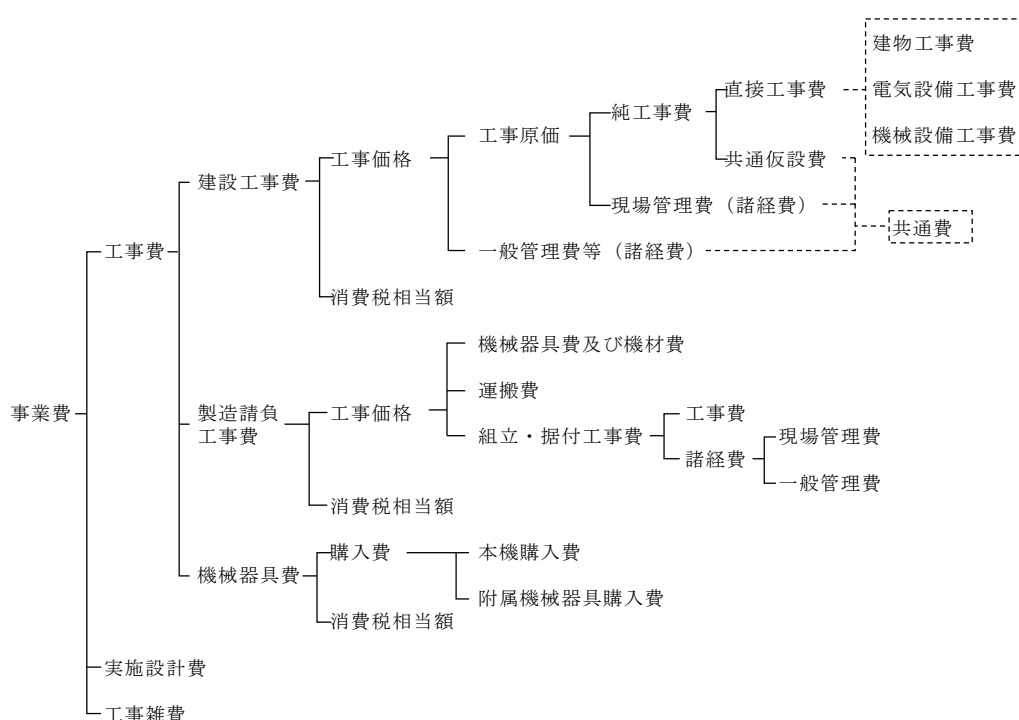 建物工事費
直接工事費
電気設備工事費
純工事費
工事原価
機械設備工事費
工事価格
共通仮設費
建設工事費
現場管理費（諸経費）
共通費
工事費
一般管理費等（諸経費）
消費税相当額
機械器具費及び機材費
運搬費
事業費
製造請負
工事費
工事価格
工事費
組立・据付工事費
現場管理費
諸経費
一般管理費
消費税相当額
購入費
本機購入費
機械器具費
附属機械器具購入費
消費税相当額
実施設計費
工事雑費